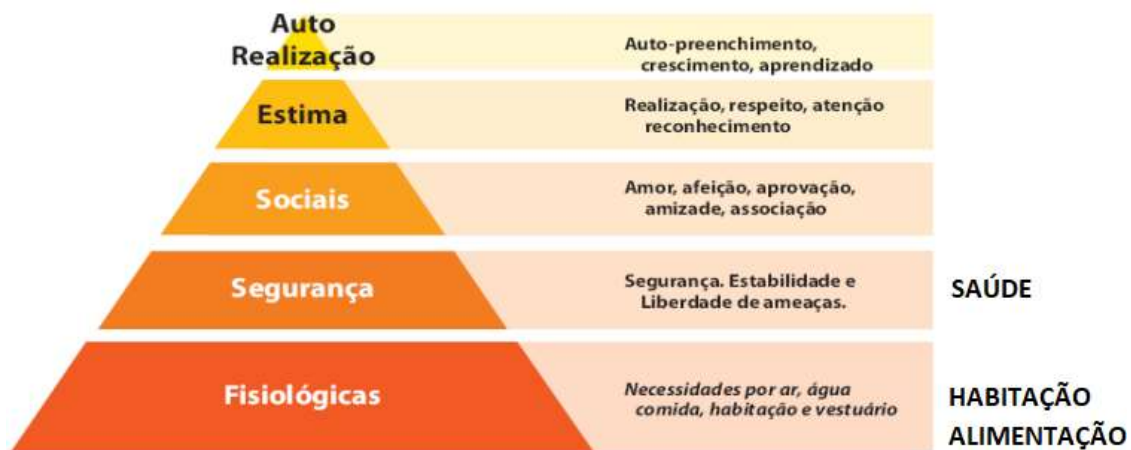 Auto
Realização
Auto-preenchimento,
crescimento, aprendizado
Estima
Realização, respeito, atenção
reconhecimento
Sociais
Amor, afeição, aprovação,
amizade, associação
Segurança
Segurança. Estabilidade e
Liberdade de ameaças.
SAÚDE
Fisiológicas
Necessidades por ar, água
comida, habitação e vestuário
HABITAÇÃO
ALIMENTAÇÃO